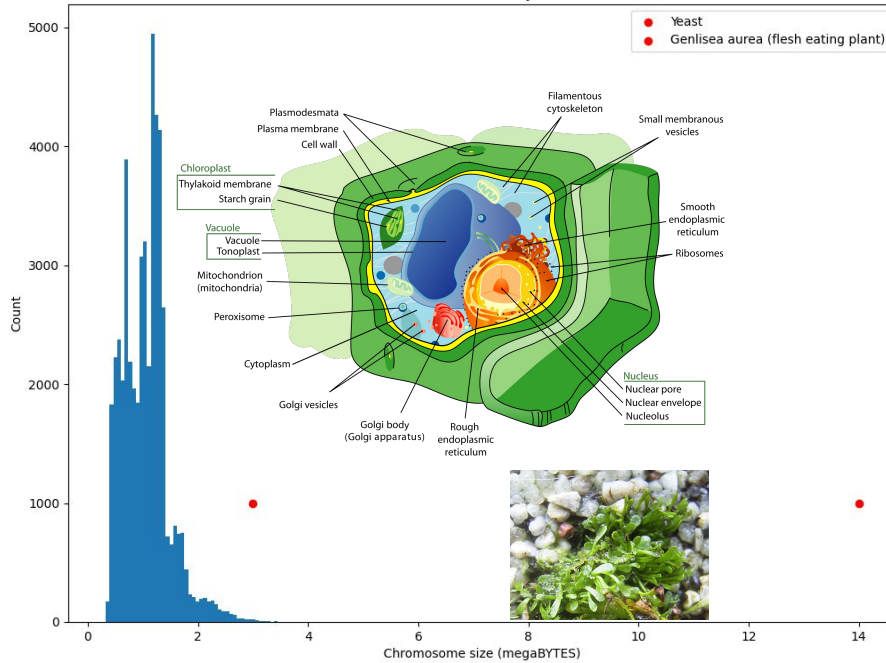 Yeast
Genlisea aurea (flesh eating plant)
5000
4000
3000
2000
1000
0
Count
Filamentous
cytoskeleton
Plasmodesmata
Plasma membrane
Cell wall
Small membranous
vesicles
Chloroplast
Thylakoid membrane
Starch grain
Smooth
endoplasmic
reticulum
Vacuole
Vacuole
Tonoplast
Ribosomes
Mitochondrion
(mitochondria)
Peroxisome
Cytoplasm
Golgi vesicles
Golgi body
(Golgi apparatus)
Rough
endoplasmic
reticulum
Nucleus
Nuclear pore
Nuclear envelope
Nucleolus
0 2 4 6 8 10 12 14
Chromosome size (megaBYTES)